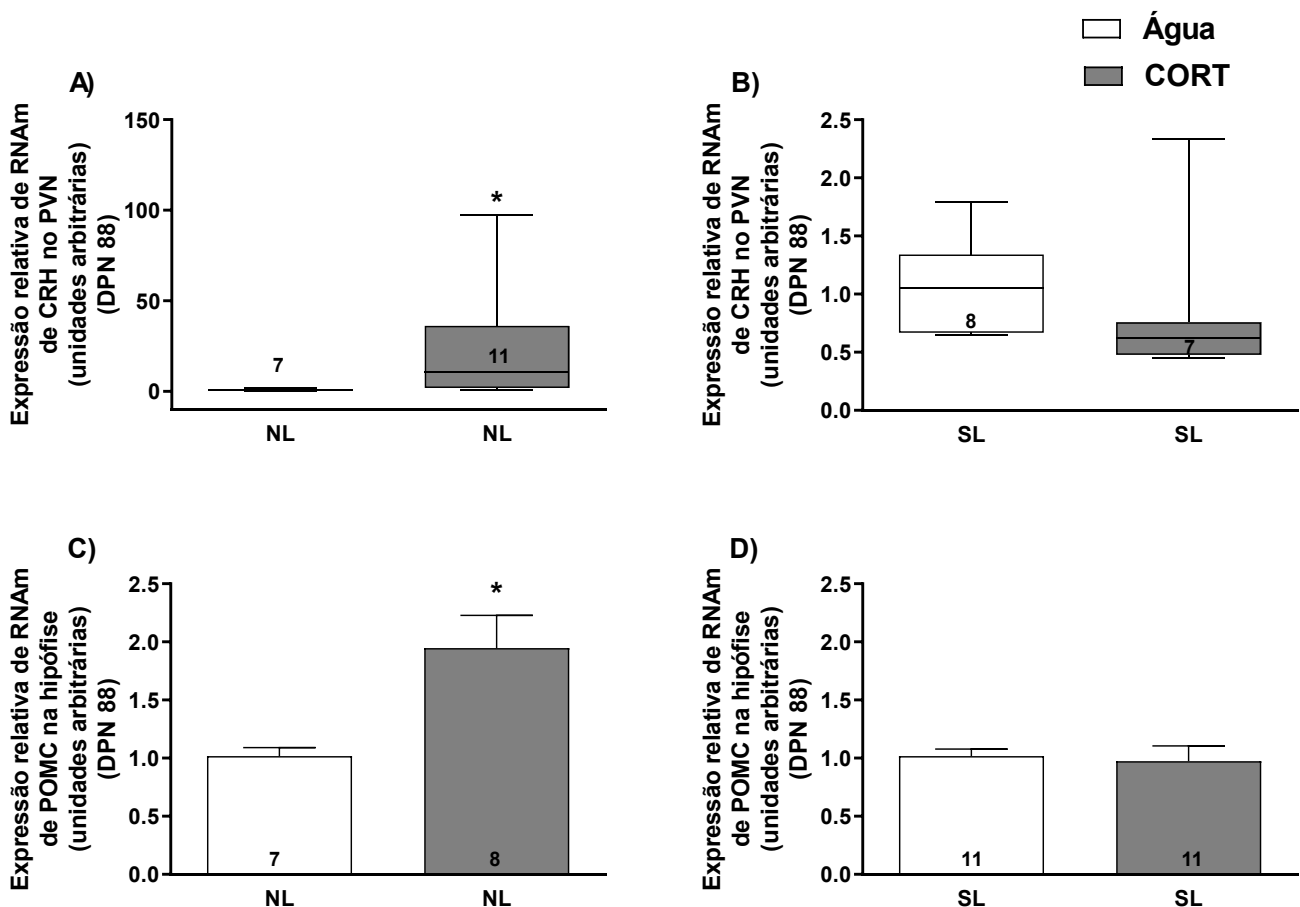 Água
CORT
A)
Expressão relativa de RNAm
de CRH no PVN
(unidades arbitrárias)
(DPN 88)
150
100
50
0
7
*
11
NL
NL
B)
Expressão relativa de RNAm
de CRH no PVN
(unidades arbitrárias)
(DPN 88)
2.5
2.0
1.5
1.0
0.5
0.0
8
7
SL
SL
C)
Expressão relativa de RNAm
de POMC na hipófise
(unidades arbitrárias)
(DPN 88)
2.5
2.0
1.5
1.0
0.5
0.0
*
7
8
NL
NL
D)
Expressão relativa de RNAm
de POMC na hipófise
(unidades arbitrárias)
(DPN 88)
2.5
2.0
1.5
1.0
0.5
0.0
11
11
SL
SL